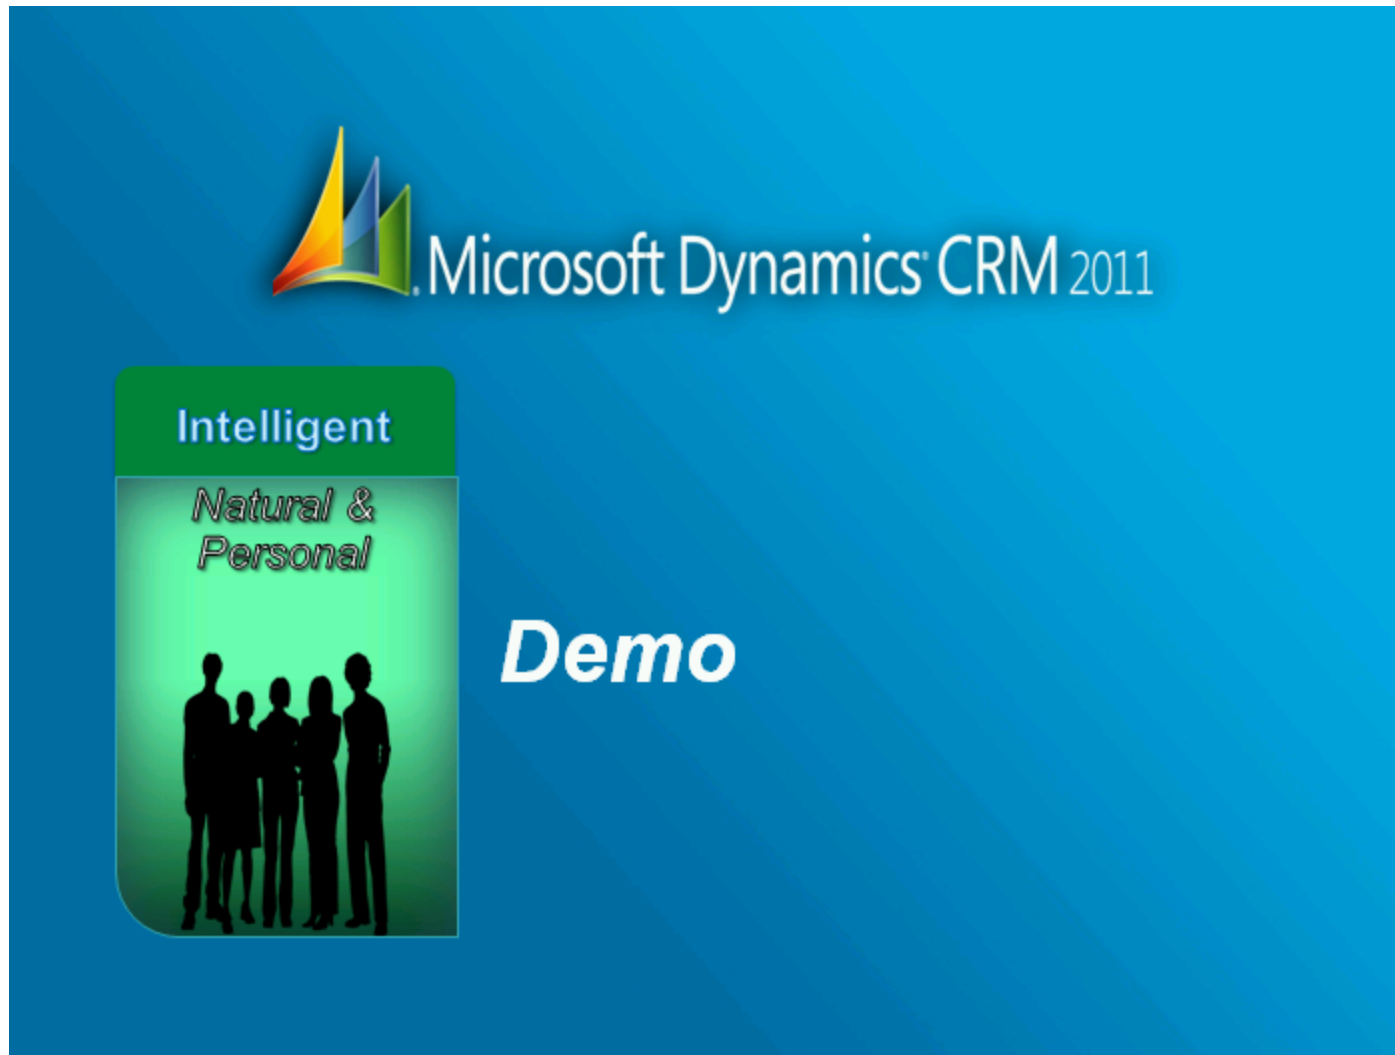 Microsoft Dynamics® CRM 2011
Intelligent
Natural &
Personal
Demo